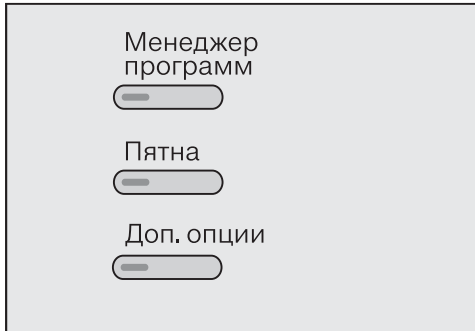 Менеджер
программ
Пятна
Доп. опции